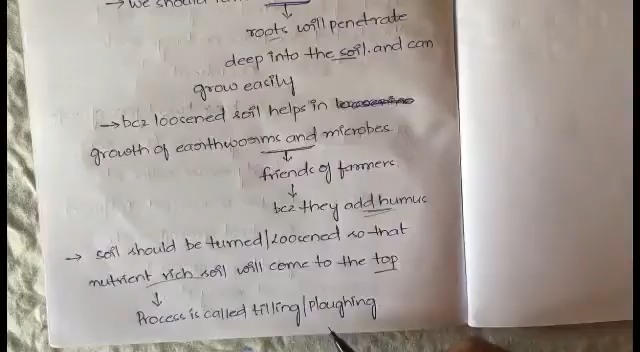 → We should
↓
roots will penetrate
deep into the soil. and can
grow easily
→ bcz loosened soil helps in
growth of earthworms and microbes.
↓
friends of farmers.
↓
bcz they add humus
→ soil should be turned/loosened so that
nutrient rich soil will come to the top
↓
Process is called tilling/ploughing